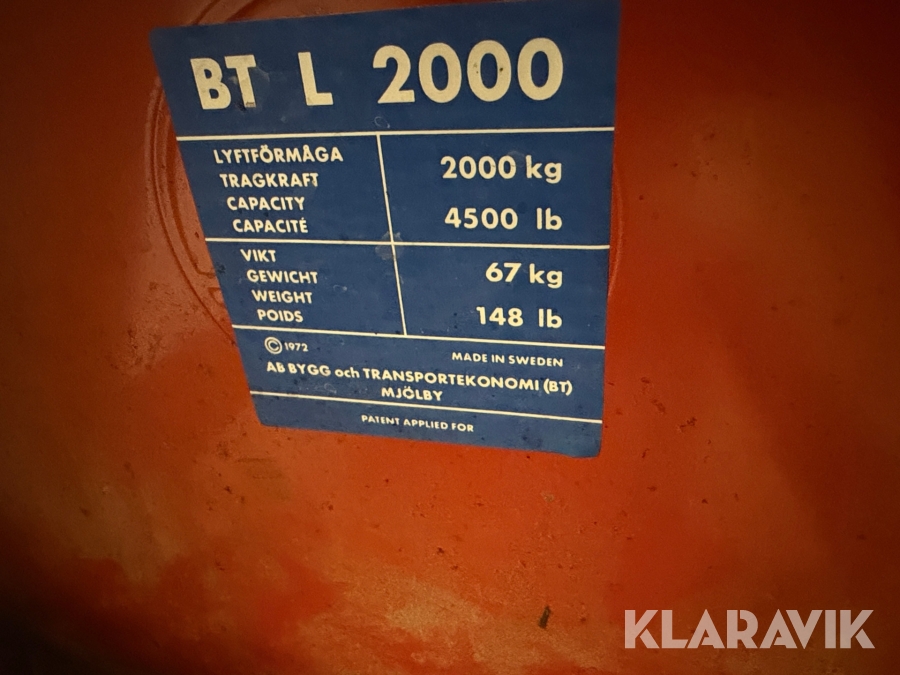 BT L 2000
LYFTFÖRMÅGA
TRAGKRAFT
CAPACITY
CAPACITÉ
2000 kg
4500 lb
VIKT
GEWICHT
WEIGHT
POIDS
67 kg
148 lb
© 1972
MADE IN SWEDEN
AB BYGG och TRANSPORTEKONOMI (BT)
MJÖLBY
PATENT APPLIED FOR
KLARAVIK